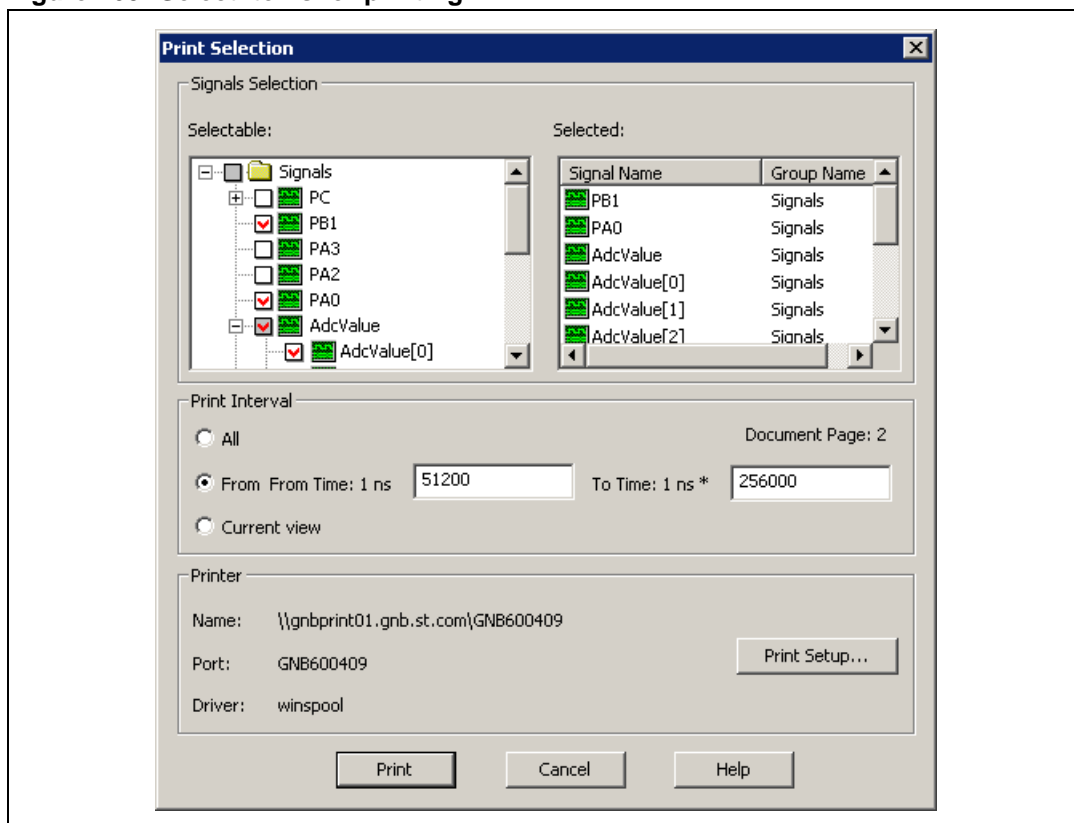 Print Selection
Signals Selection
Selectable:
Selected:
Signals
PC
PB1
PA3
PA2
PA0
AdcValue
AdcValue[0]
Signal Name Group Name
PB1 Signals
PA0 Signals
AdcValue Signals
AdcValue[0] Signals
AdcValue[1] Signals
AdcValue[2] Signals
Print Interval
All
Document Page: 2
From From Time: 1 ns 51200 To Time: 1 ns * 256000
Current view
Printer
Name: \\gnbprint01.gnb.st.com\GNB600409
Port: GNB600409
Print Setup...
Driver: winspool
Print Cancel Help